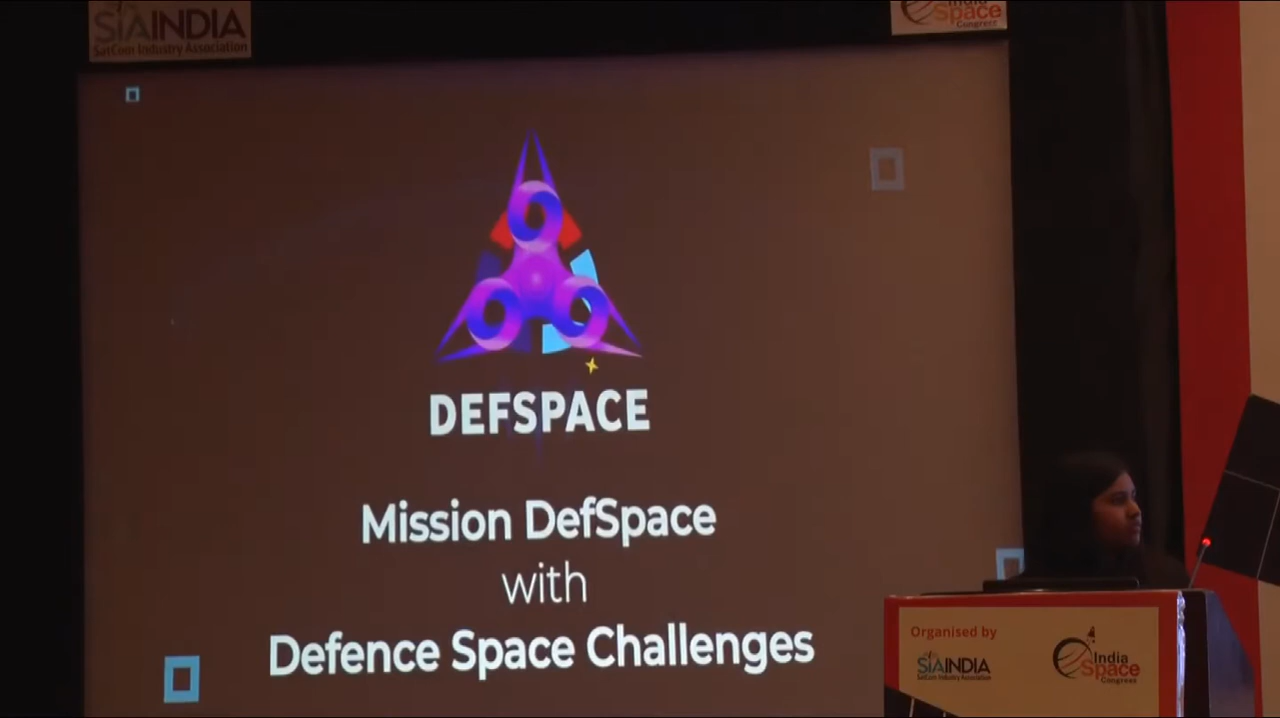 SIAINDIA
SatCom Industry Association
India
Space
Congress
DEFSPACE
Mission DefSpace
with
Defence Space Challenges
Organised by
SIAINDIA
SatCom Industry Association
India
Space
Congress